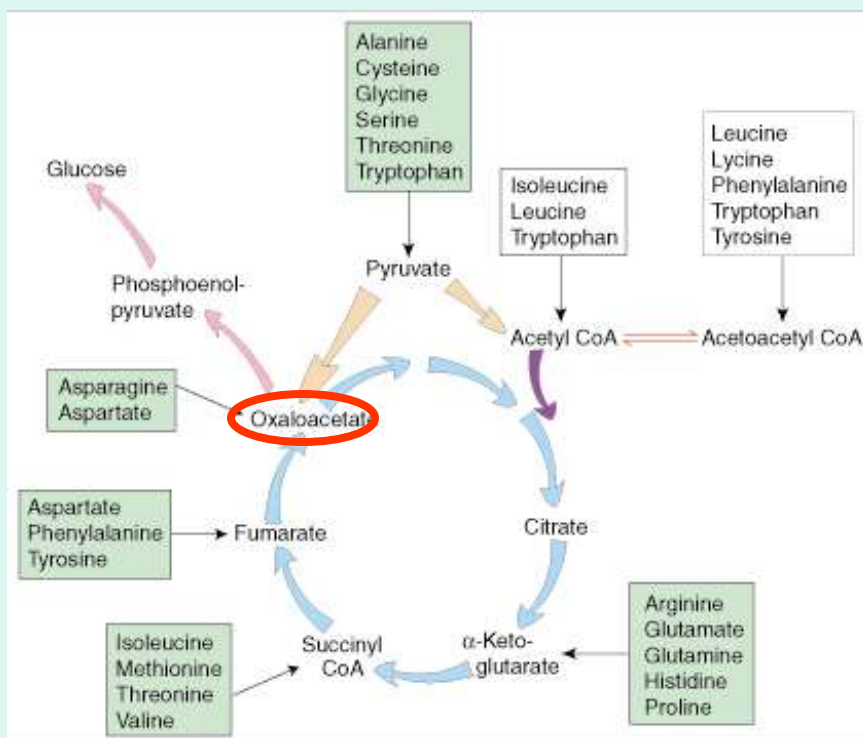 Alanine
Cysteine
Glycine
Serine
Threonine
Tryptophan
Leucine
Lycine
Phenylalanine
Tryptophan
Tyrosine
Isoleucine
Leucine
Tryptophan
Glucose
Pyruvate
Phosphoenol-
pyruvate
Acetyl CoA
Acetoacetyl CoA
Asparagine
Aspartate
Oxaloacetate
Aspartate
Phenylalanine
Tyrosine
Fumarate
Citrate
Isoleucine
Methionine
Threonine
Valine
Succinyl
CoA
α-Keto-
glutarate
Arginine
Glutamate
Glutamine
Histidine
Proline